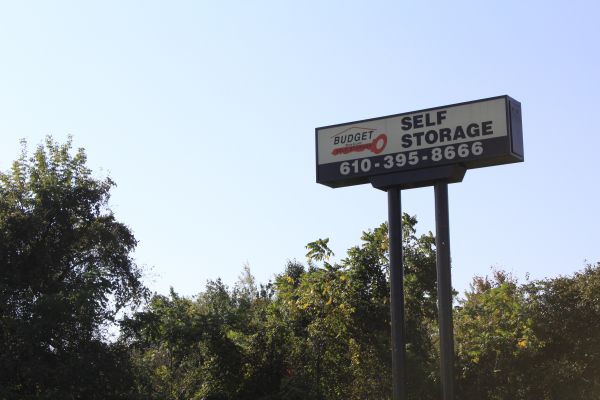 BUDGET
SELF
STORAGE
610-395-8666